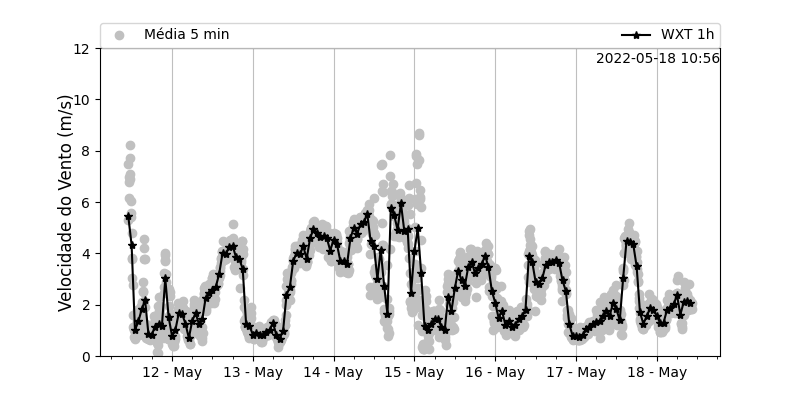 Média 5 min
WXT 1h
2022-05-18 10:56
Velocidade do Vento (m/s)
12
10
8
6
4
2
0
12 - May
13 - May
14 - May
15 - May
16 - May
17 - May
18 - May